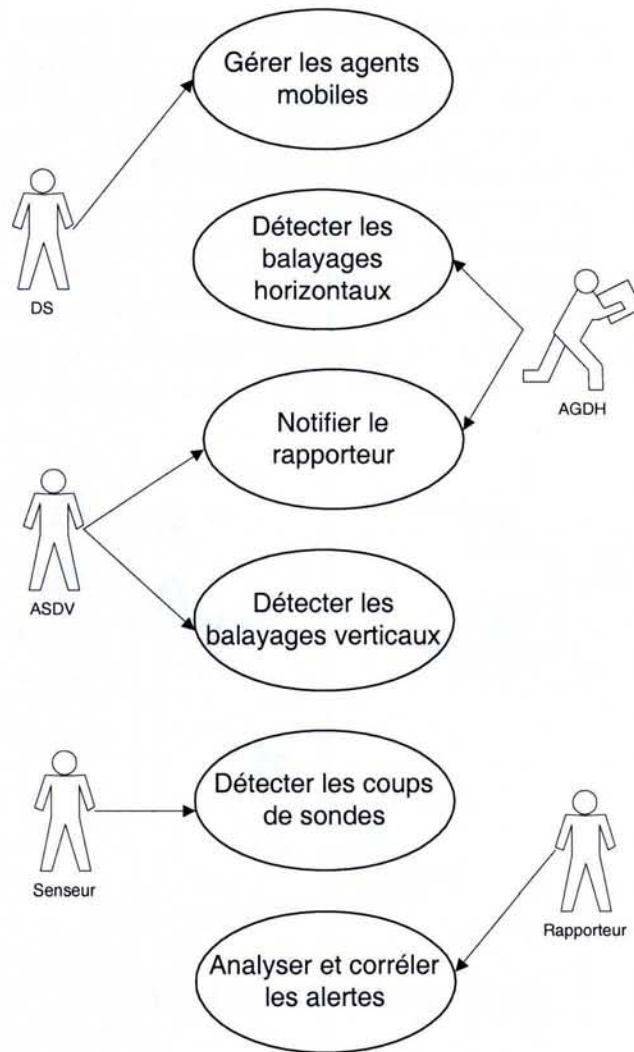 Gérer les agents
mobiles
DS
Détecter les
balayages
horizontaux
AGDH
Notifier le
rapporteur
ASDV
Détecter les
balayages verticaux
Détecter les coups
de sondes
Senseur
Rapporteur
Analyser et corréler
les alertes